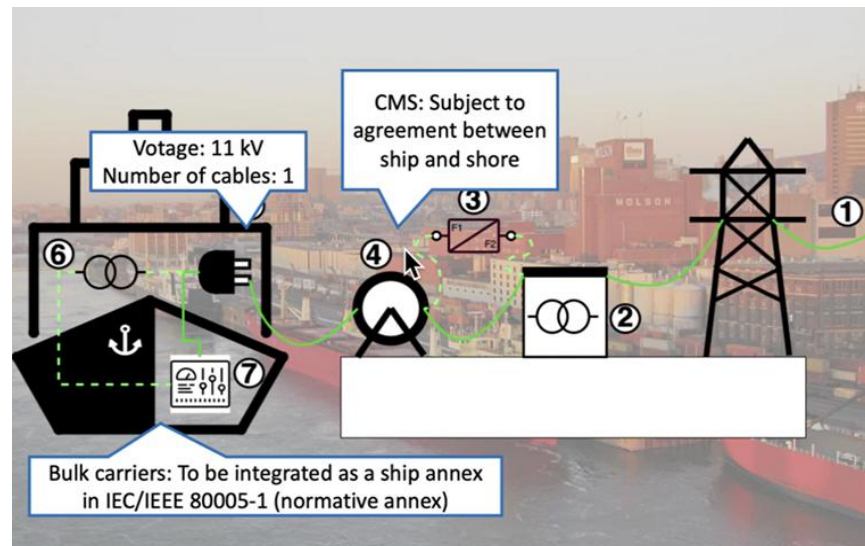 CMS: Subject to
agreement between
ship and shore
Votage: 11 kV
Number of cables: 1
③
F1
F2
①
MOLSON
⑥
④
②
⑦
Bulk carriers: To be integrated as a ship annex
in IEC/IEEE 80005-1 (normative annex)